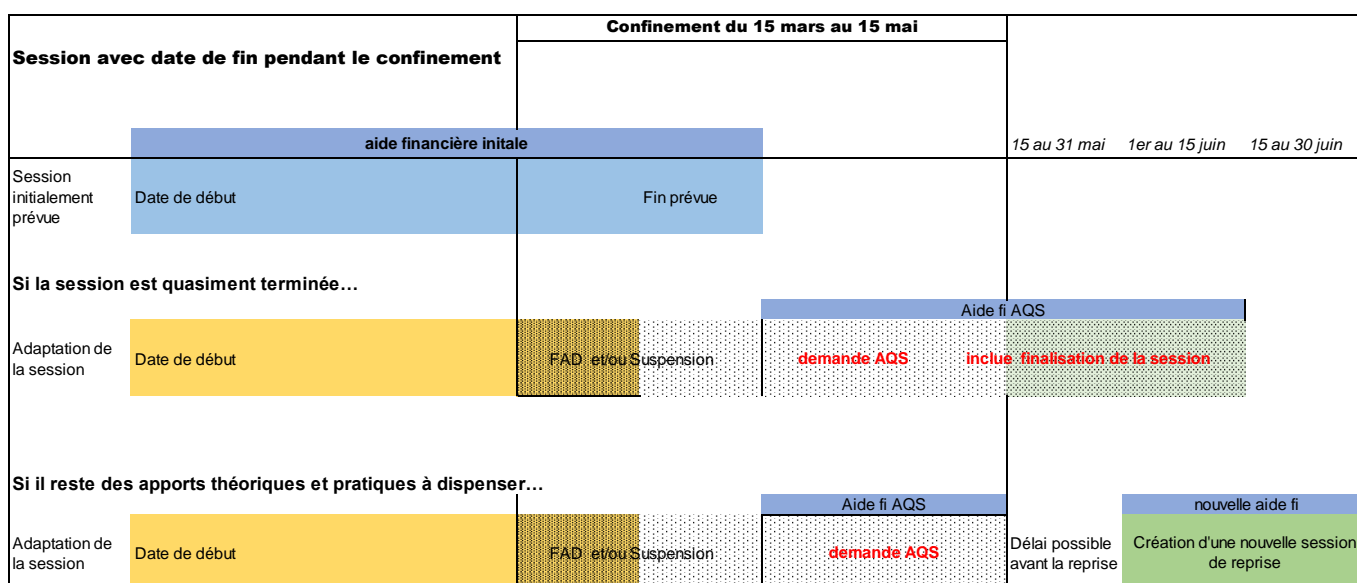 Confinement du 15 mars au 15 mai
Session avec date de fin pendant le confinement
aide financière initale
15 au 31 mai 1er au 15 juin 15 au 30 juin
Session
initialement
prévue
Date de début
Fin prévue
Si la session est quasiment terminée…
Aide fi AQS
Adaptation de
la session
Date de début
FAD et/ou Suspension
demande AQS
inclue finalisation de la session
Si il reste des apports théoriques et pratiques à dispenser…
Aide fi AQS
nouvelle aide fi
Adaptation de
la session
Date de début
FAD et/ou Suspension
demande AQS
Délai possible
avant la reprise
Création d'une nouvelle session
de reprise